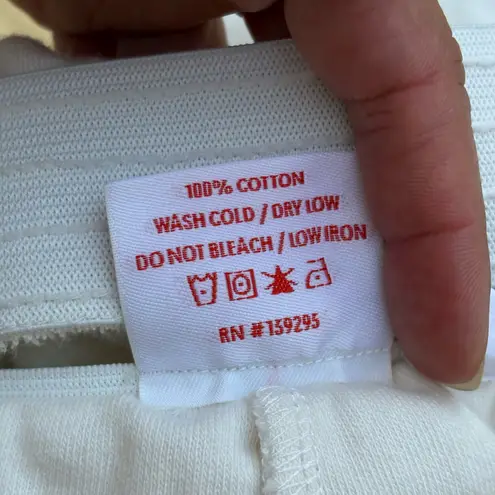 100% COTTON
WASH COLD / DRY LOW
DO NOT BLEACH / LOW IRON
RN #139295